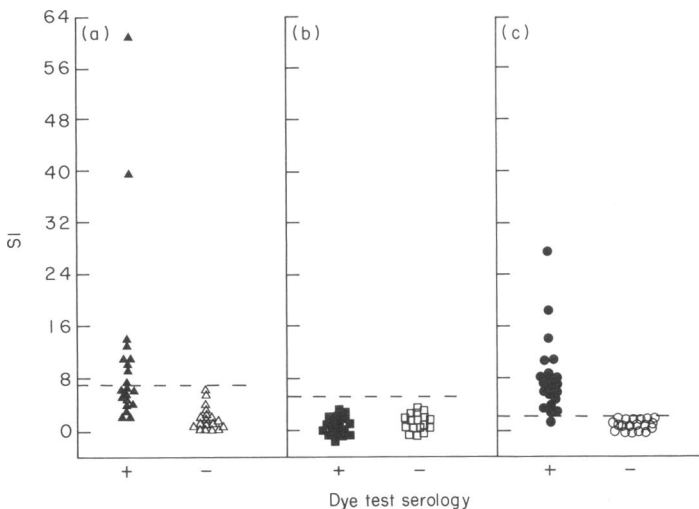 (a) (b) (c)
64
56
48
40
32
24
16
8
0
SI
+ − + − + −
Dye test serology